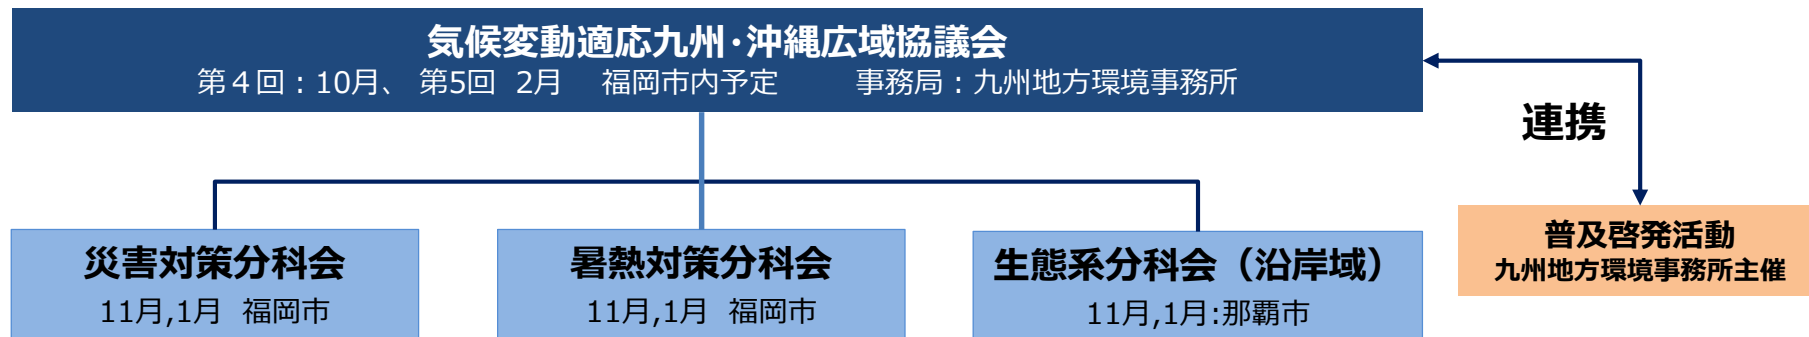 気候変動適応九州･沖縄広域協議会
第４回：10月、 第5回 2月 福岡市内予定 事務局：九州地方環境事務所
連携
災害対策分科会
11月,1月 福岡市
暑熱対策分科会
11月,1月 福岡市
生態系分科会（沿岸域）
11月,1月:那覇市
普及啓発活動
九州地方環境事務所主催